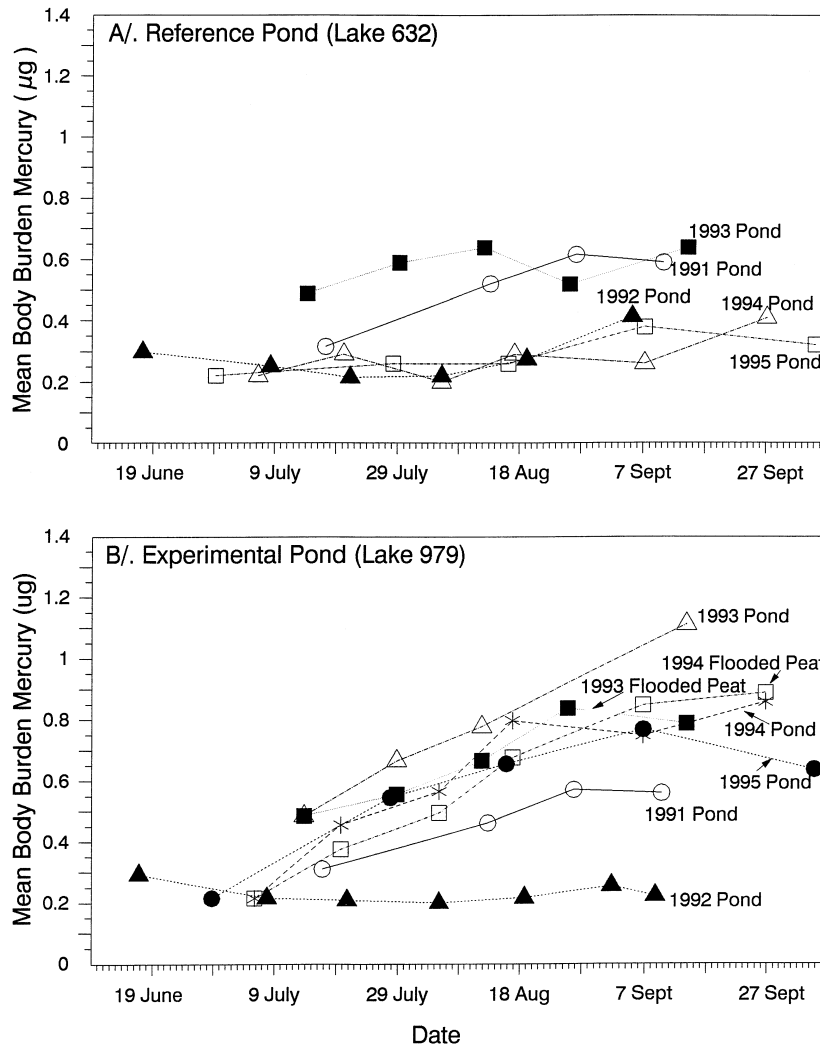 A/. Reference Pond (Lake 632)
Mean Body Burden Mercury (µg )
1.4
1.2
1
0.8
0.6
0.4
0.2
0
1993 Pond
1991 Pond
1992 Pond
1994 Pond
1995 Pond
19 June 9 July 29 July 18 Aug 7 Sept 27 Sept
B/. Experimental Pond (Lake 979)
Mean Body Burden Mercury (ug)
1.4
1.2
1
0.8
0.6
0.4
0.2
0
1993 Pond
1994 Flooded Peat
1993 Flooded Peat
1994 Pond
1995 Pond
1991 Pond
1992 Pond
19 June 9 July 29 July 18 Aug 7 Sept 27 Sept
Date